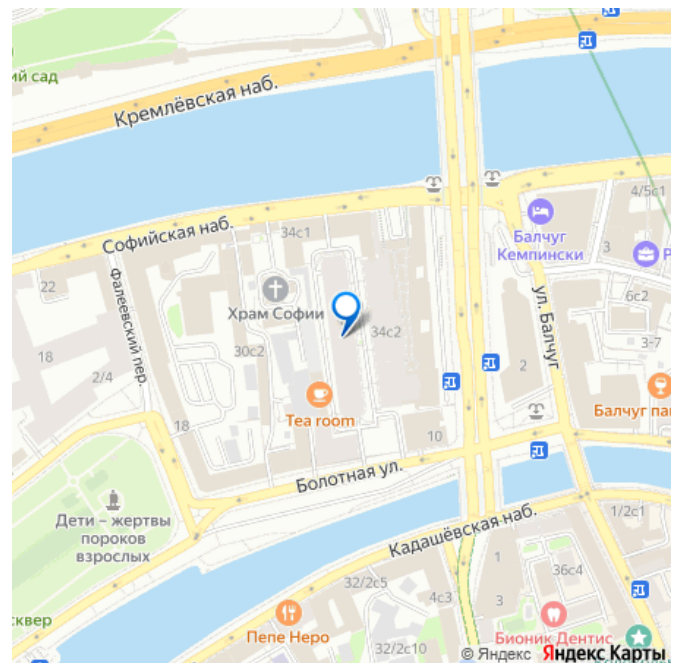 ий сад
Кремлёвская наб.
4/5с1
Софийская наб.
34с1
Балчуг
Кемпински
3
Р
22
Фалеевский пер.
Храм Софии
ул. Балчуг
6с2
34с2
3-7
18
30с2
2
2/4
Tea room
Балчуг па
18
10
Болотная ул.
Дети – жертвы
пороков
взрослых
Кадашёвская наб.
1/2с1
1
32/2с5
36с4
4с3
3
сквер
Пепе Неро
Бионик Дентис
32/2с10
© Яндекс Яндекс Карты